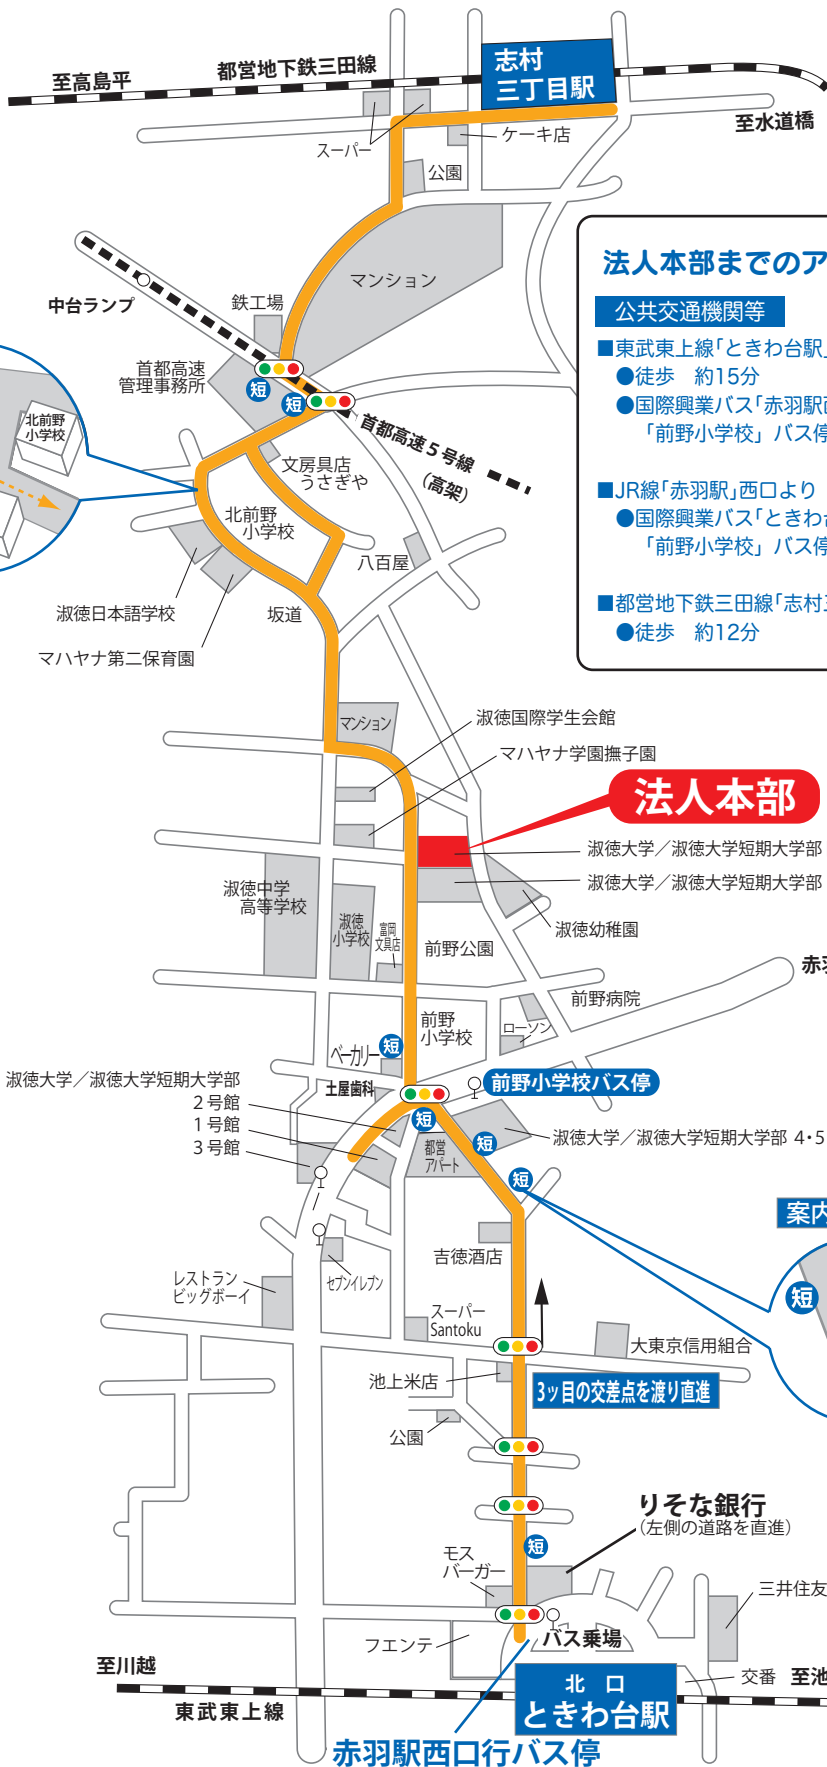 志村
三丁目駅
都営地下鉄三田線
至高島平
至水道橋
スーパー
ケーキ店
公園
マンション
中台ランプ
鉄工場
首都高速
管理事務所
短
短
首都高速5号線
(高架)
北前野
小学校
文房具店
うさぎや
北前野
小学校
八百屋
淑徳日本語学校
坂道
マハヤナ第二保育園
法人本部までのア
公共交通機関等
■東武東上線「ときわ台駅」
●徒歩 約15分
●国際興業バス「赤羽駅西
「前野小学校」バス停
■JR線「赤羽駅」西口より
●国際興業バス「ときわ台
「前野小学校」バス停
■都営地下鉄三田線「志村三
●徒歩 約12分
マンション
淑徳国際学生会館
マハヤナ学園撫子園
法人本部
淑徳大学／淑徳大学短期大学部
淑徳大学／淑徳大学短期大学部
淑徳中学
高等学校
淑徳
小学校
富岡
文具店
前野公園
淑徳幼稚園
赤羽
前野病院
前野
小学校
ローソン
ベーカリー
短
土屋歯科
前野小学校バス停
淑徳大学／淑徳大学短期大学部
2号館
1号館
3号館
短
都営
アパート
短
淑徳大学／淑徳大学短期大学部 4・5
短
案内
短
吉徳酒店
セブンイレブン
レストラン
ビッグボーイ
スーパー
Santoku
大東京信用組合
池上米店
3ッ目の交差点を渡り直進
公園
りそな銀行
(左側の道路を直進)
短
モス
バーガー
三井住友
フエンテ
バス乗場
至川越
交番
至池
北口
ときわ台駅
東武東上線
赤羽駅西口行バス停